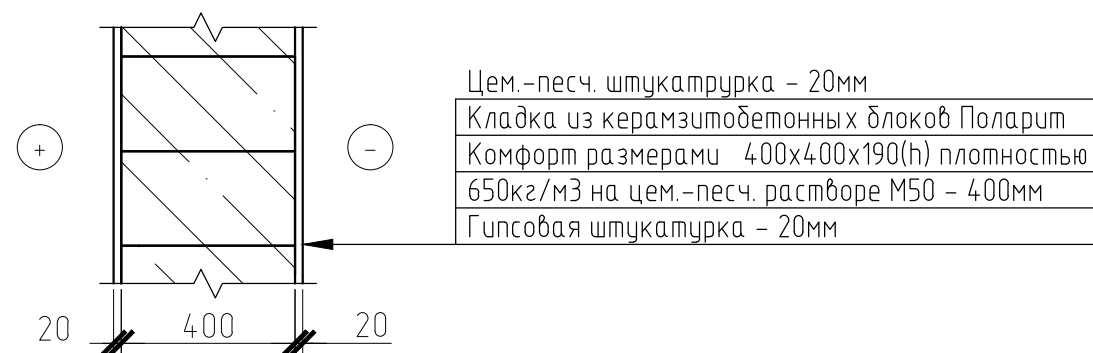 Цем.-песч. штукатрурка – 20мм
Кладка из керамзитобетонных блоков Поларит
Комфорт размерами 400х400х190(h) плотностью
650кг/м3 на цем.-песч. растворе М50 – 400мм
Гипсовая штукатурка – 20мм
+
–
20
400
20